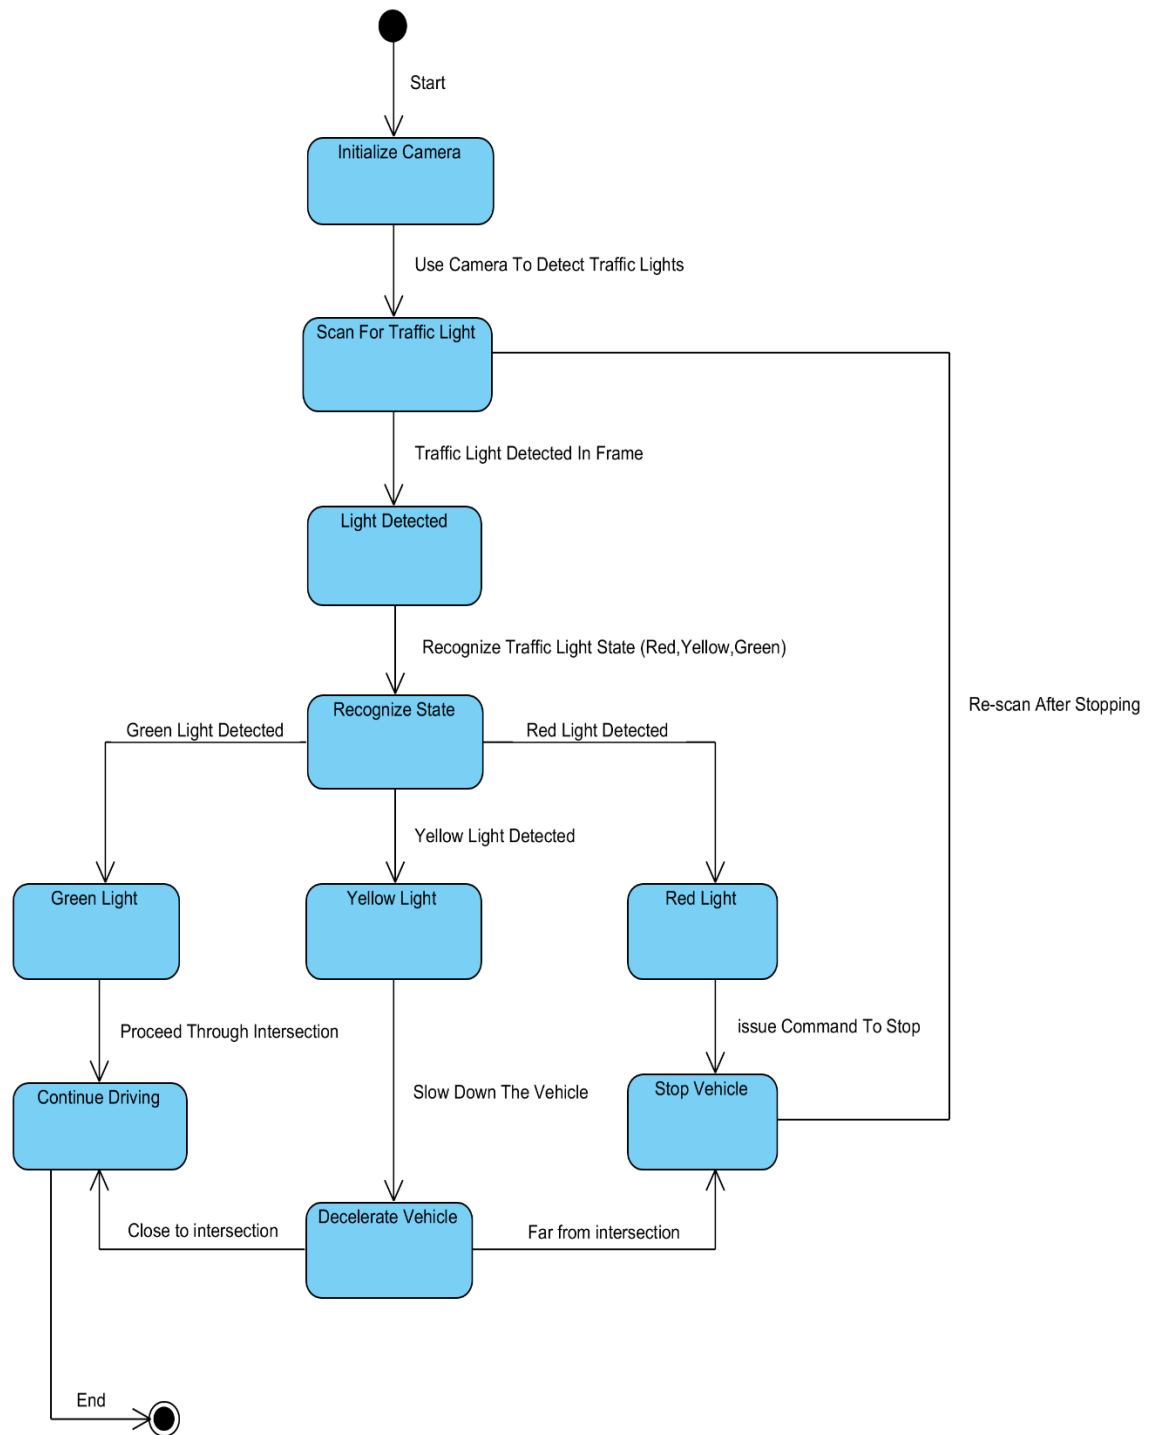 Start
Initialize Camera
Use Camera To Detect Traffic Lights
Scan For Traffic Light
Traffic Light Detected In Frame
Light Detected
Recognize Traffic Light State (Red,Yellow,Green)
Recognize State
Re-scan After Stopping
Green Light Detected
Red Light Detected
Yellow Light Detected
Green Light
Yellow Light
Red Light
Proceed Through Intersection
issue Command To Stop
Continue Driving
Slow Down The Vehicle
Stop Vehicle
Decelerate Vehicle
Close to intersection
Far from intersection
End